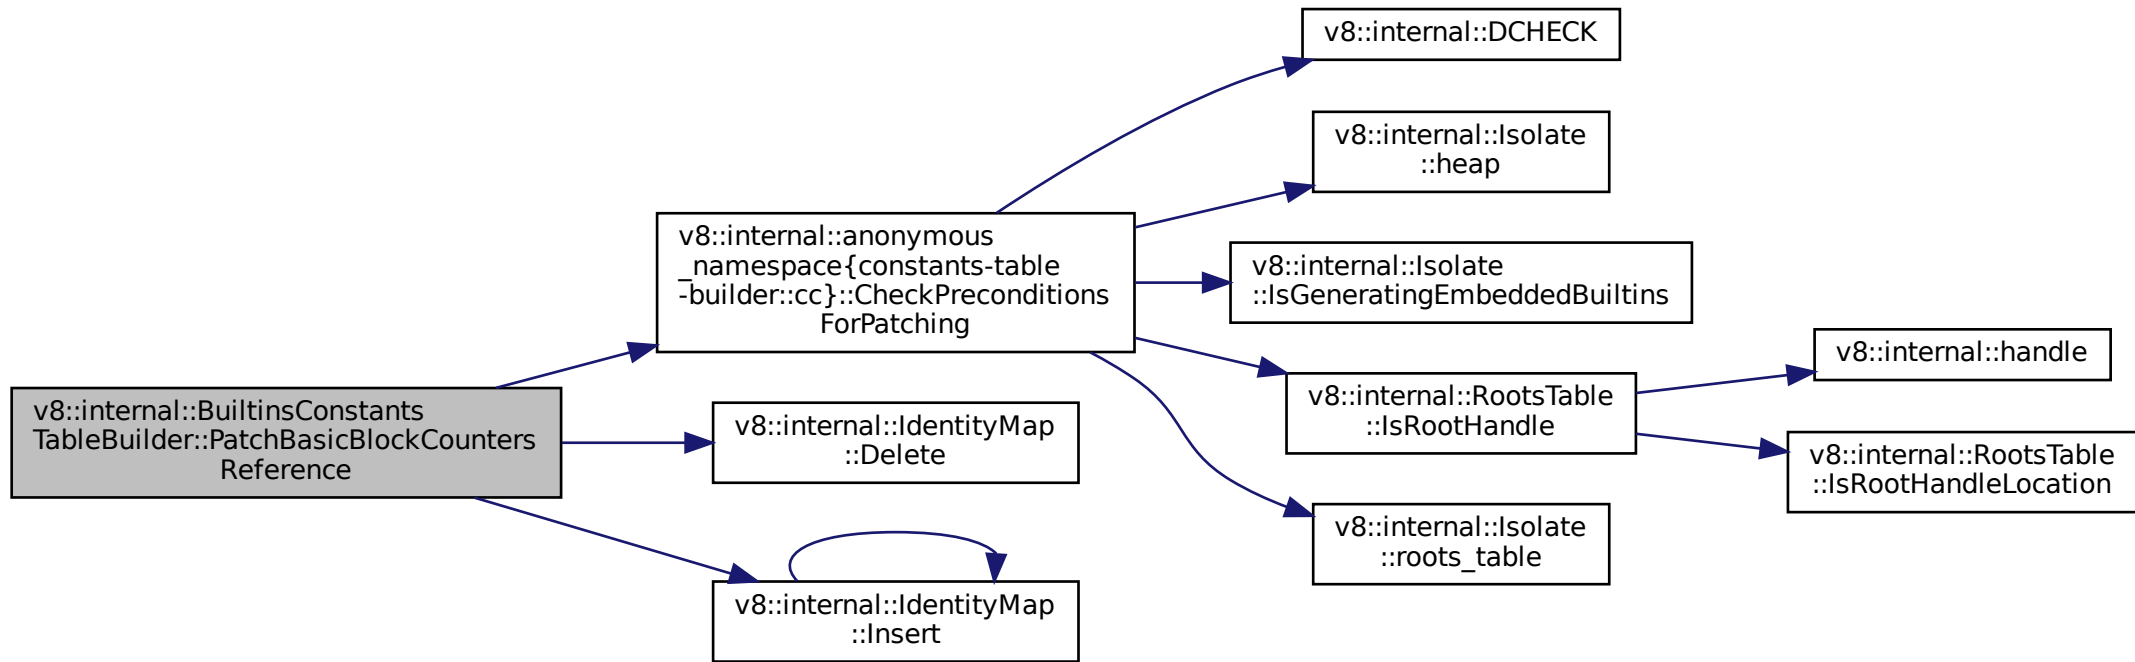 v8::internal::BuiltinsConstants
TableBuilder::PatchBasicBlockCounters
Reference
v8::internal::anonymous
_namespace{constants-table
-builder::cc}::CheckPreconditions
ForPatching
v8::internal::DCHECK
v8::internal::Isolate
::heap
v8::internal::Isolate
::IsGeneratingEmbeddedBuiltins
v8::internal::RootsTable
::IsRootHandle
v8::internal::handle
v8::internal::RootsTable
::IsRootHandleLocation
v8::internal::Isolate
::roots_table
v8::internal::IdentityMap
::Delete
v8::internal::IdentityMap
::Insert